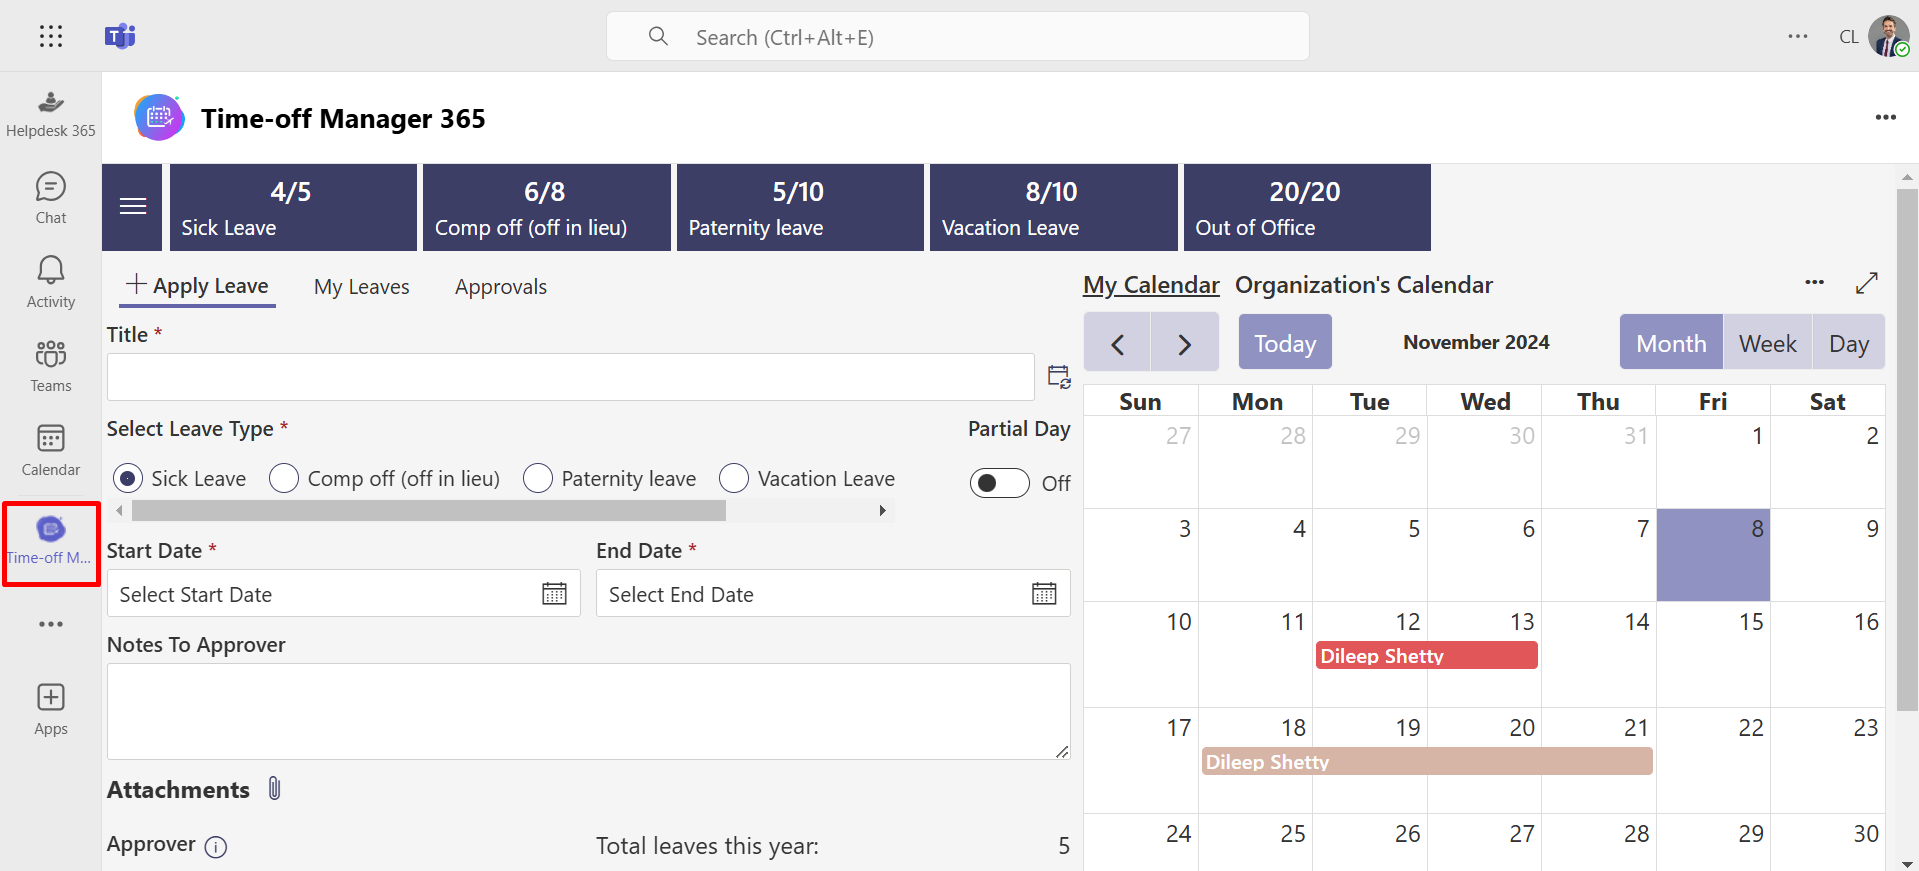 Search (Ctrl+Alt+E)
CL
Helpdesk 365
Chat
Activity
Teams
Calendar
Time-off M...
Apps
Time-off Manager 365
4/5
Sick Leave
6/8
Comp off (off in lieu)
5/10
Paternity leave
8/10
Vacation Leave
20/20
Out of Office
Apply Leave My Leaves Approvals
Title *
Select Leave Type * Partial Day
Sick Leave Comp off (off in lieu) Paternity leave Vacation Leave Off
Start Date * End Date *
Select Start Date Select End Date
Notes To Approver
Attachments
Approver Total leaves this year: 5
My Calendar Organization's Calendar
Today November 2024 Month Week Day
Sun Mon Tue Wed Thu Fri Sat
27 28 29 30 31 1 2
3 4 5 6 7 8 9
10 11 12 13 14 15 16
Dileep Shetty
17 18 19 20 21 22 23
Dileep Shetty
24 25 26 27 28 29 30